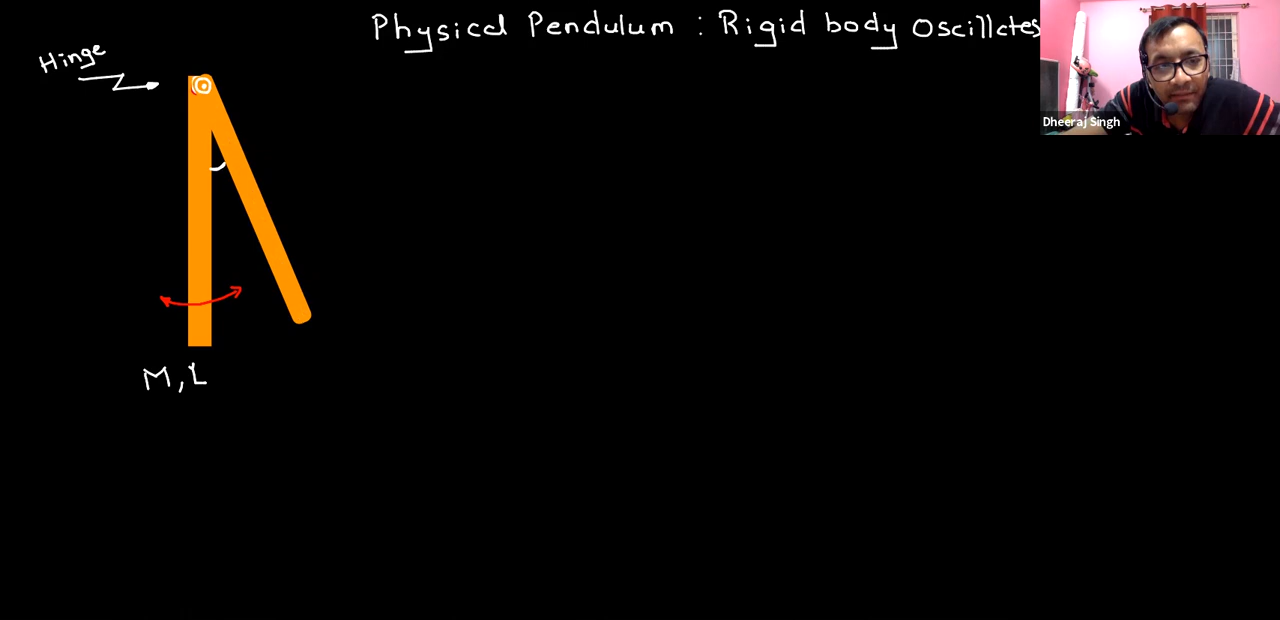 Physical Pendulum : Rigid body Oscillates
Hinge
Dheeraj Singh
M, L